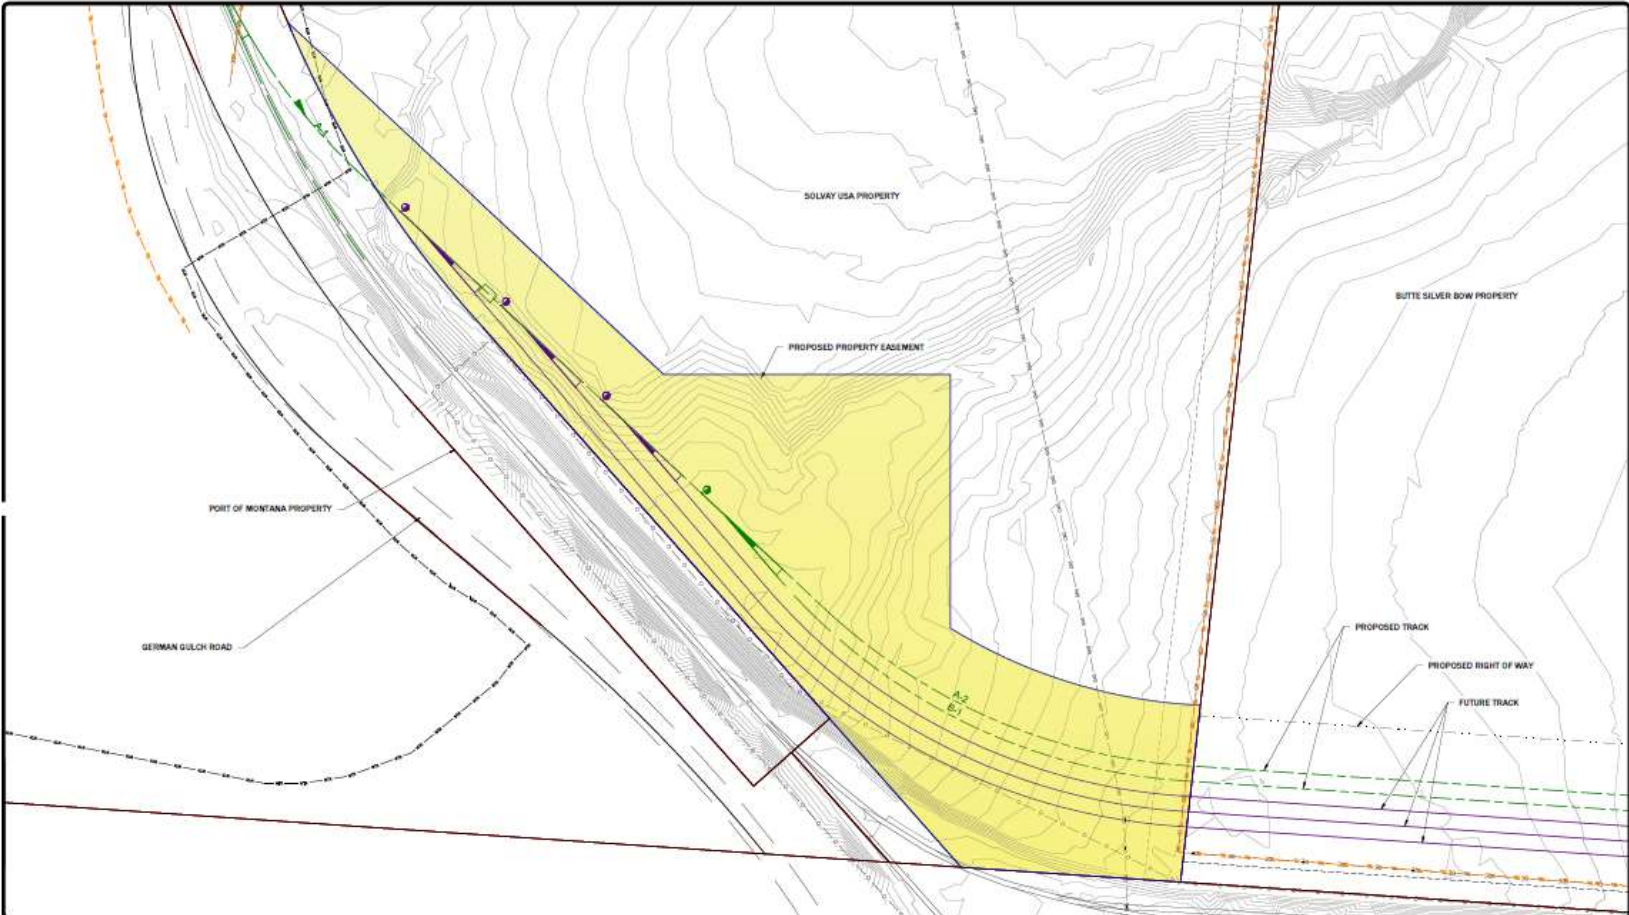 A-1
SOLVAY USA PROPERTY
BUTTE SILVER BOW PROPERTY
PROPOSED PROPERTY EASEMENT
PORT OF MONTANA PROPERTY
GERMAN GULCH ROAD
PROPOSED TRACK
PROPOSED RIGHT OF WAY
A-2
B-1
FUTURE TRACK